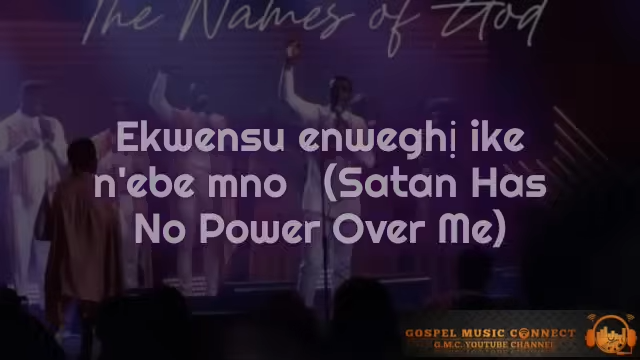 The Names of God
Ekwensu enweghị ike
n'ebe mno (Satan Has
No Power Over Me)
GOSPEL MUSIC CONNECT
G.M.C. YOUTUBE CHANNEL